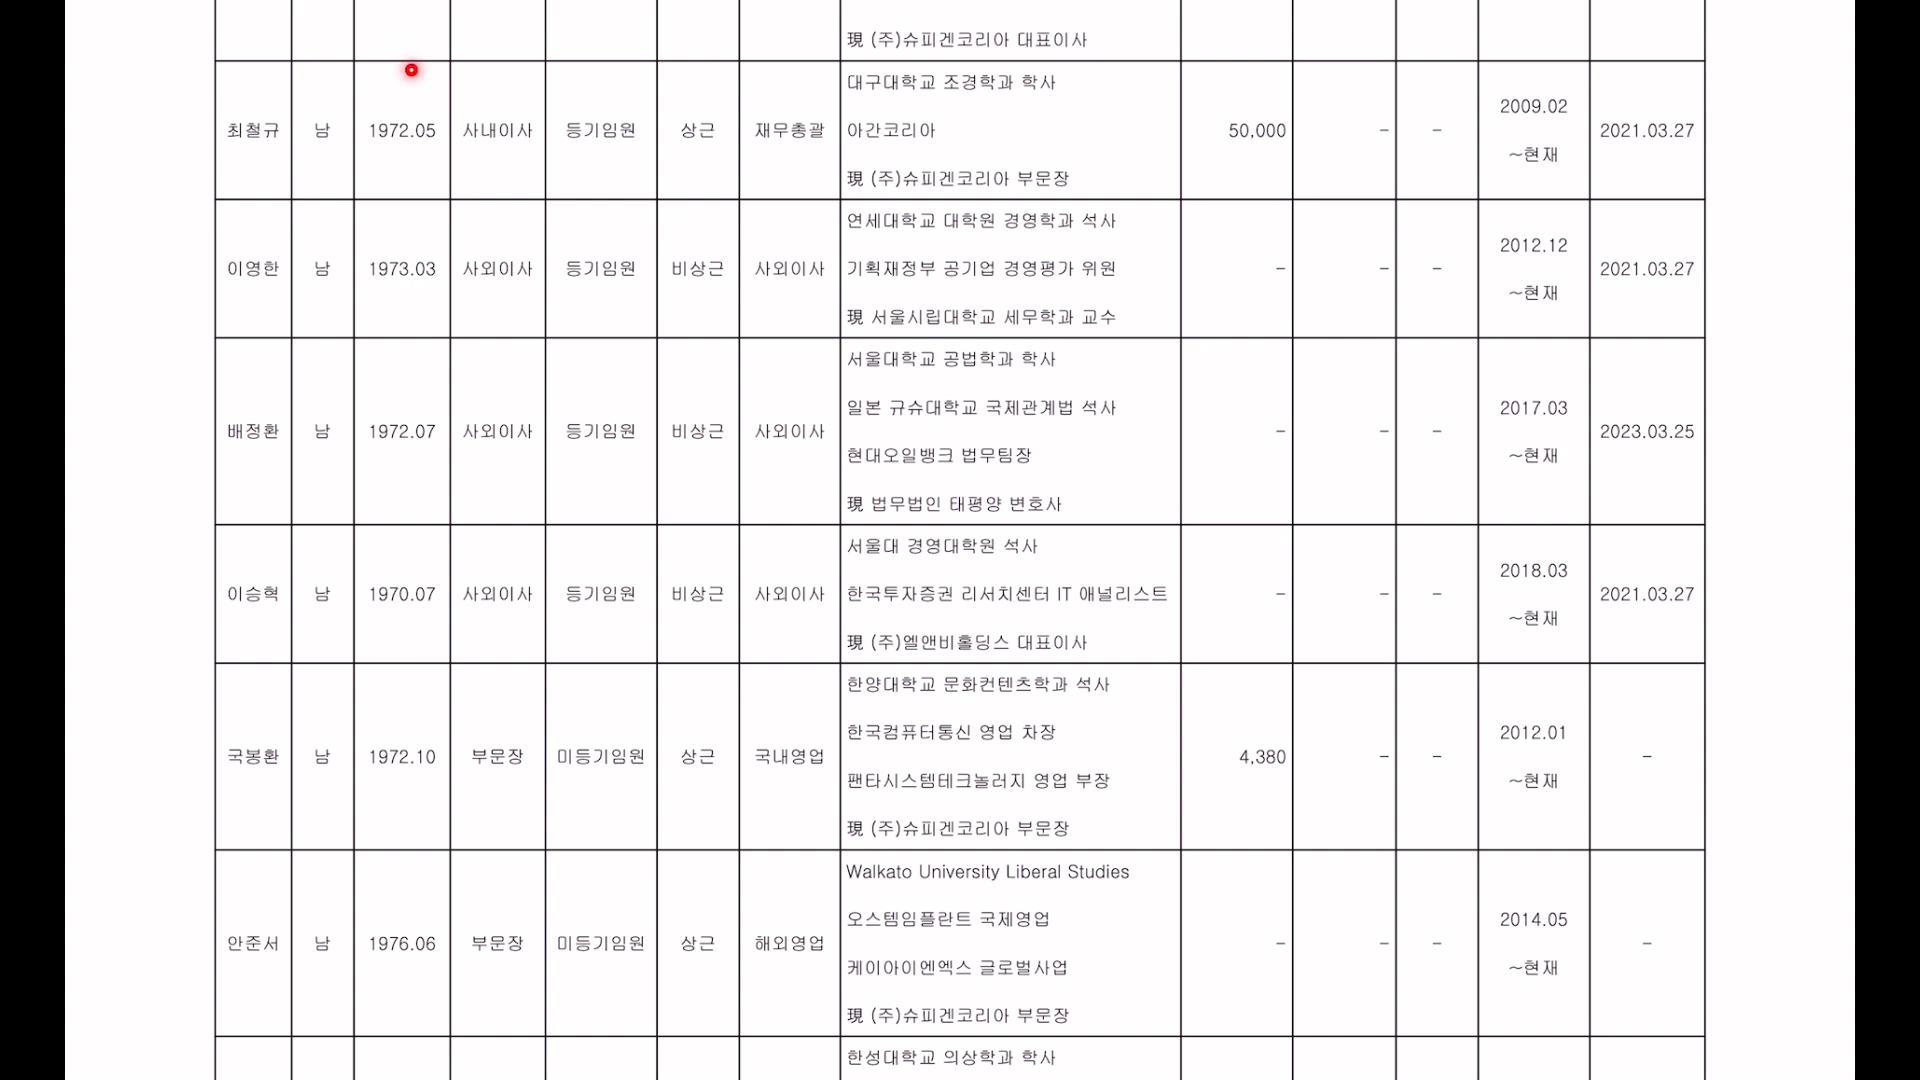 現 (주)슈피겐코리아 대표이사
최철규 남 1972.05 사내이사 등기임원 상근 재무총괄 대구대학교 조경학과 학사
아간코리아
現 (주)슈피겐코리아 부문장 50,000 - - 2009.02
~현재 2021.03.27
이영한 남 1973.03 사외이사 등기임원 비상근 사외이사 연세대학교 대학원 경영학과 석사
기획재정부 공기업 경영평가 위원
現 서울시립대학교 세무학과 교수 - - - 2012.12
~현재 2021.03.27
배정환 남 1972.07 사외이사 등기임원 비상근 사외이사 서울대학교 공법학과 학사
일본 규슈대학교 국제관계법 석사
현대오일뱅크 법무팀장
現 법무법인 태평양 변호사 - - - 2017.03
~현재 2023.03.25
이승혁 남 1970.07 사외이사 등기임원 비상근 사외이사 서울대 경영대학원 석사
한국투자증권 리서치센터 IT 애널리스트
現 (주)엘앤비홀딩스 대표이사 - - - 2018.03
~현재 2021.03.27
국봉환 남 1972.10 부문장 미등기임원 상근 국내영업 한양대학교 문화컨텐츠학과 석사
한국컴퓨터통신 영업 차장
팬타시스템테크놀러지 영업 부장
現 (주)슈피겐코리아 부문장 4,380 - - 2012.01
~현재 -
안준서 남 1976.06 부문장 미등기임원 상근 해외영업 Walkato University Liberal Studies
오스템임플란트 국제영업
케이아이엔엑스 글로벌사업
現 (주)슈피겐코리아 부문장 - - - 2014.05
~현재 -
한성대학교 의상학과 학사